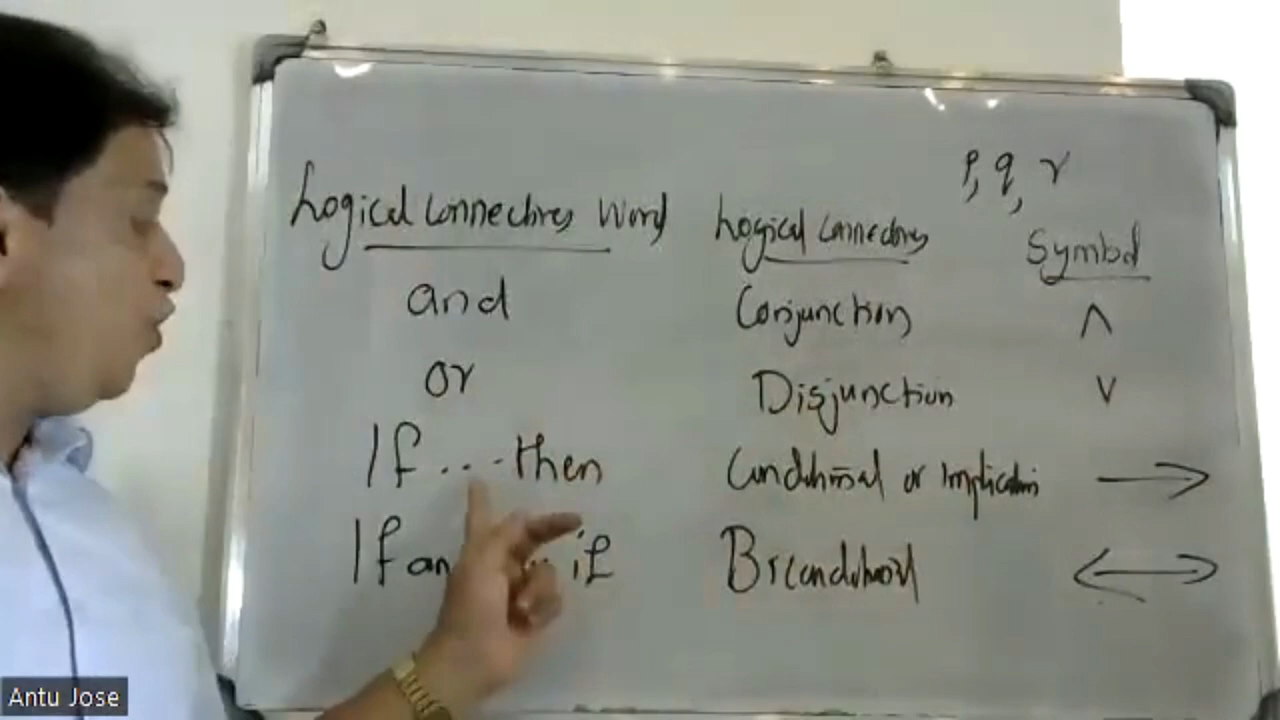 p, q, r
Logical Connectives Word Logical Connectives Symbol
and Conjunction ∧
or Disjunction ∨
If ... then Conditional or Implication →
If an .. if Biconditional ↔
Antu Jose